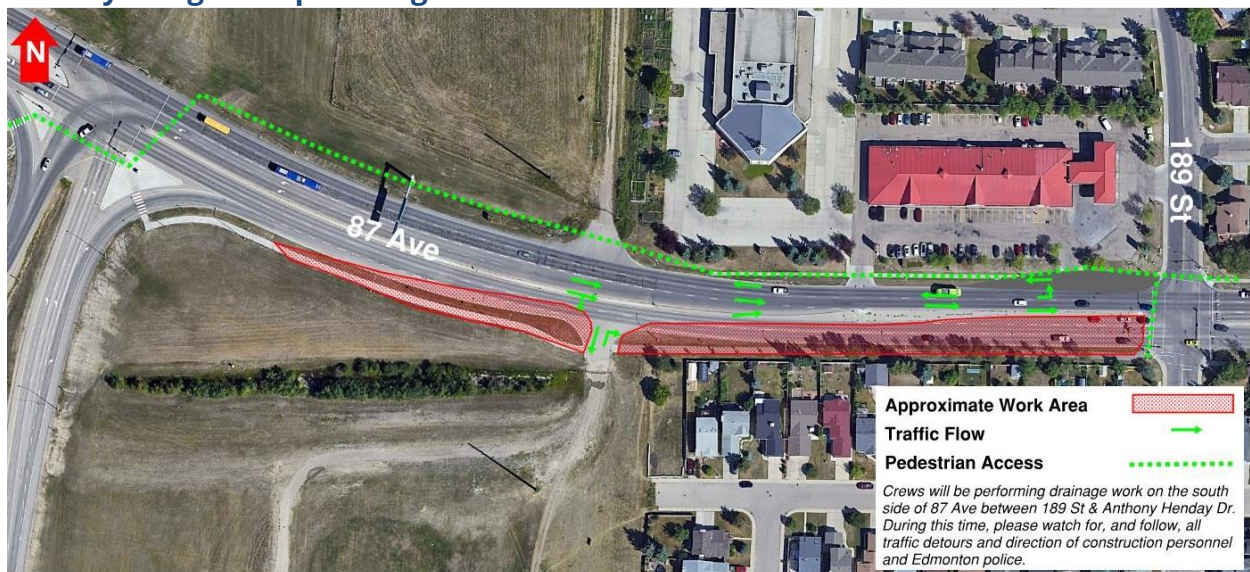 N
87 Ave
189 St
Approximate Work Area
Traffic Flow
Pedestrian Access
Crews will be performing drainage work on the south
side of 87 Ave between 189 St & Anthony Henday Dr.
During this time, please watch for, and follow, all
traffic detours and direction of construction personnel
and Edmonton police.